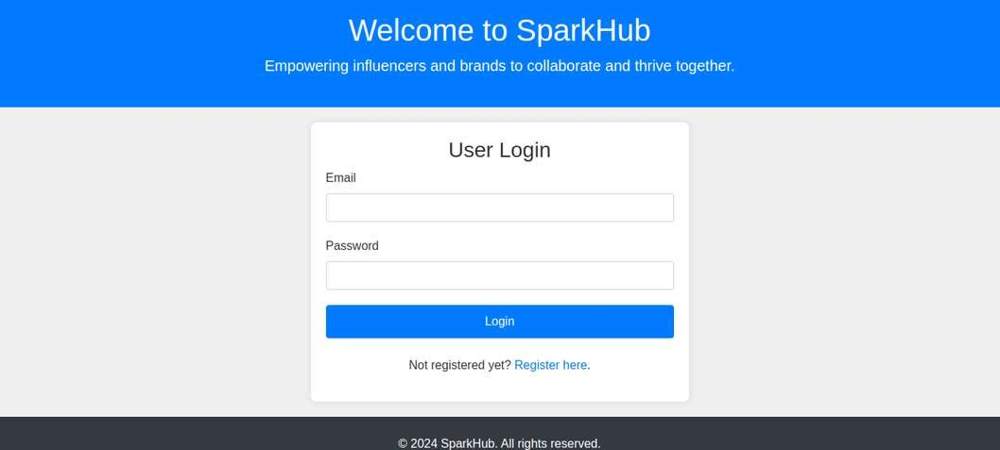 Welcome to SparkHub
Empowering influencers and brands to collaborate and thrive together.
User Login
Email
Password
Login
Not registered yet? Register here.
© 2024 SparkHub. All rights reserved.